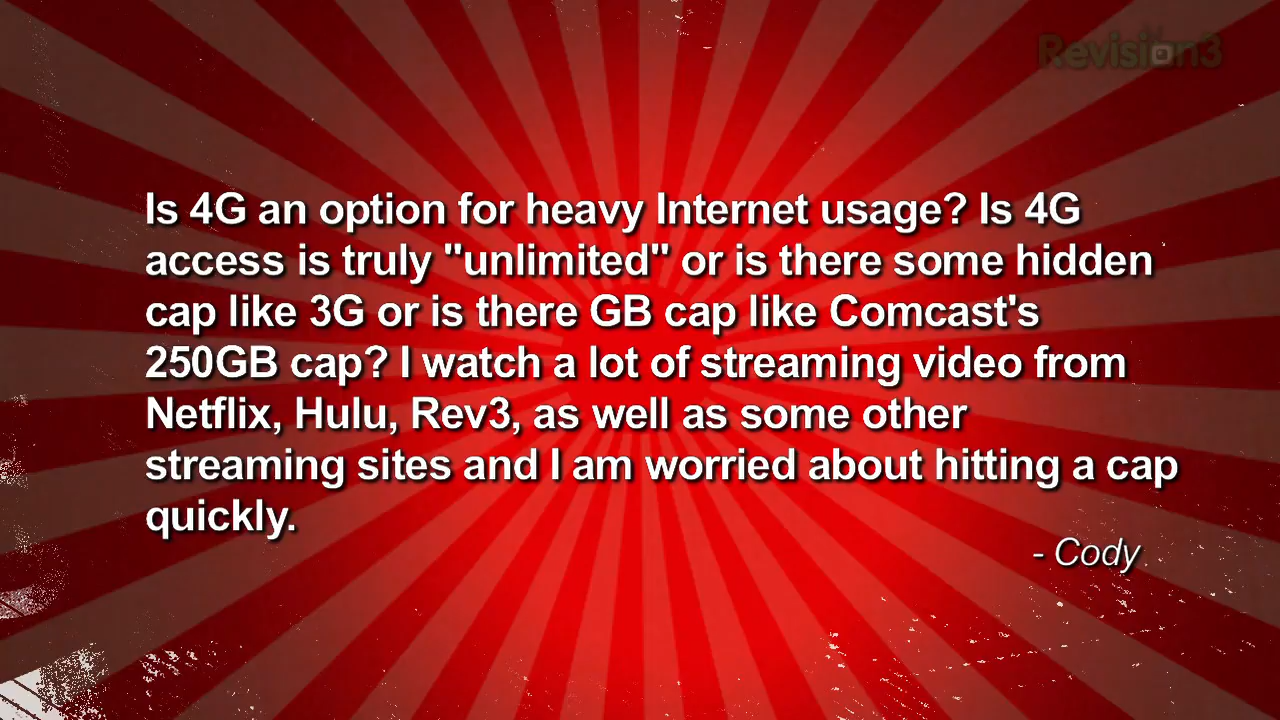 Revision3
Is 4G an option for heavy Internet usage? Is 4G
access is truly "unlimited" or is there some hidden
cap like 3G or is there GB cap like Comcast's
250GB cap? I watch a lot of streaming video from
Netflix, Hulu, Rev3, as well as some other
streaming sites and I am worried about hitting a cap
quickly.
- Cody